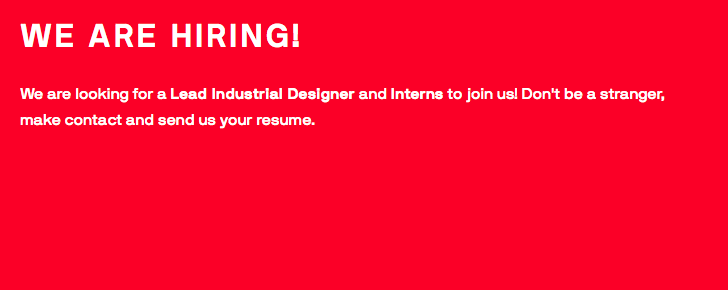 WE ARE HIRING!
We are looking for a Lead Industrial Designer and Interns to join us! Don't be a stranger,
make contact and send us your resume.